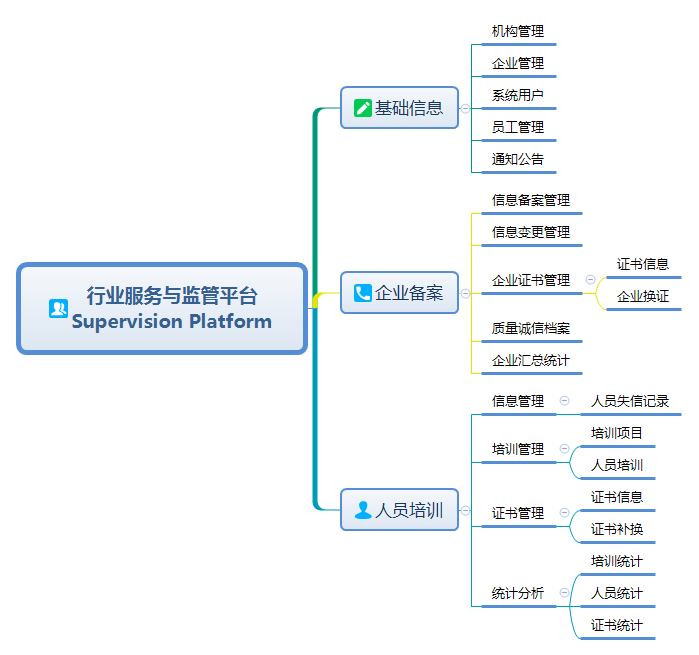 行业服务与监管平台
Supervision Platform
基础信息
机构管理
企业管理
系统用户
员工管理
通知公告
企业备案
信息备案管理
信息变更管理
企业证书管理
证书信息
企业换证
质量诚信档案
企业汇总统计
人员培训
信息管理
人员失信记录
培训管理
培训项目
人员培训
证书管理
证书信息
证书补换
统计分析
培训统计
人员统计
证书统计